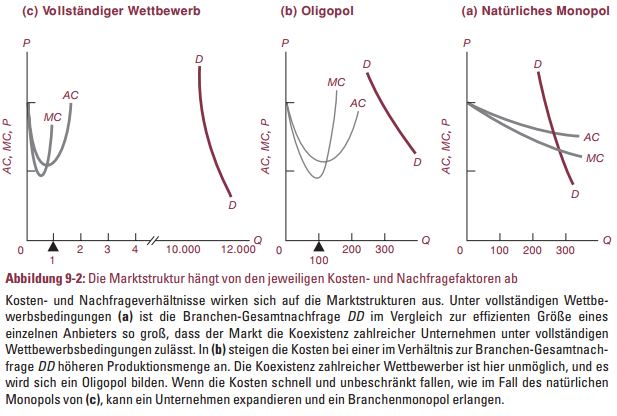 (c) Vollständiger Wettbewerb
(b) Oligopol
(a) Natürliches Monopol
P
AC, MC, P
MC
AC
D
D
0
1
2
3
4
10.000
12.000
Q
P
AC, MC, P
MC
AC
D
D
0
100
200
300
Q
P
AC, MC, P
D
AC
MC
D
0
100
200
300
Q
Abbildung 9-2: Die Marktstruktur hängt von den jeweiligen Kosten- und Nachfragefaktoren ab
Kosten- und Nachfrageverhältnisse wirken sich auf die Marktstrukturen aus. Unter vollständigen Wettbe-
werbsbedingungen (a) ist die Branchen-Gesamtnachfrage DD im Vergleich zur effizienten Größe eines
einzelnen Anbieters so groß, dass der Markt die Koexistenz zahlreicher Unternehmen unter vollständigen
Wettbewerbsbedingungen zulässt. In (b) steigen die Kosten bei einer im Verhältnis zur Branchen-Gesamtnach-
frage DD höheren Produktionsmenge an. Die Koexistenz zahlreicher Wettbewerber ist hier unmöglich, und es
wird sich ein Oligopol bilden. Wenn die Kosten schnell und unbeschränkt fallen, wie im Fall des natürlichen
Monopols von (c), kann ein Unternehmen expandieren und ein Branchenmonopol erlangen.